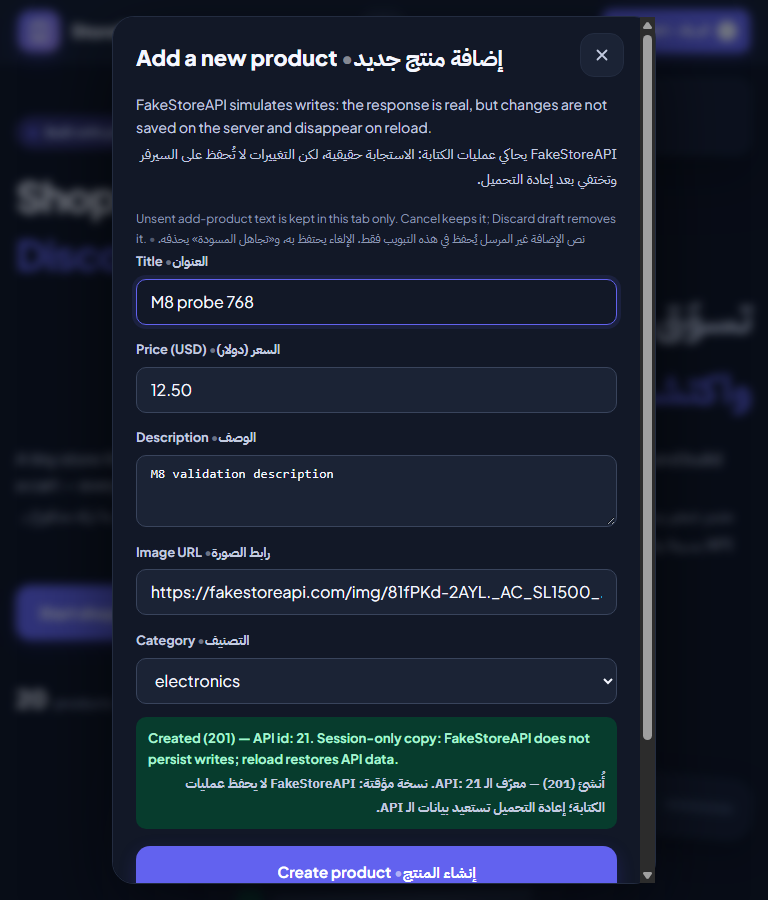 Add a new product • إضافة منتج جديد
FakeStoreAPI simulates writes: the response is real, but changes are not
saved on the server and disappear on reload.
FakeStoreAPI يحاكي عمليات الكتابة: الاستجابة حقيقية، لكن التغييرات لا تُحفظ على السيرفر
وتختفي بعد إعادة التحميل.
Unsent add-product text is kept in this tab only. Cancel keeps it; Discard draft removes
it. • نص الإضافة غير المرسل يُحفظ في هذه التبويب فقط. الإلغاء يحتفظ به، و«تجاهل المسودة» يحذفه.
Title • العنوان
M8 probe 768
Price (USD) • السعر (دولار)
12.50
Description • الوصف
M8 validation description
Image URL • رابط الصورة
https://fakestoreapi.com/img/81fPKd-2AYL._AC_SL1500_.
Category • التصنيف
electronics
Created (201) — API id: 21. Session-only copy: FakeStoreAPI does not
persist writes; reload restores API data.
أُنشئ (201) — معرّف الـ API: 21. نسخة مؤقتة: FakeStoreAPI لا يحفظ عمليات
الكتابة؛ إعادة التحميل تستعيد بيانات الـ API.
Create product • إنشاء المنتج
Shop
Disco
تسوّق
20